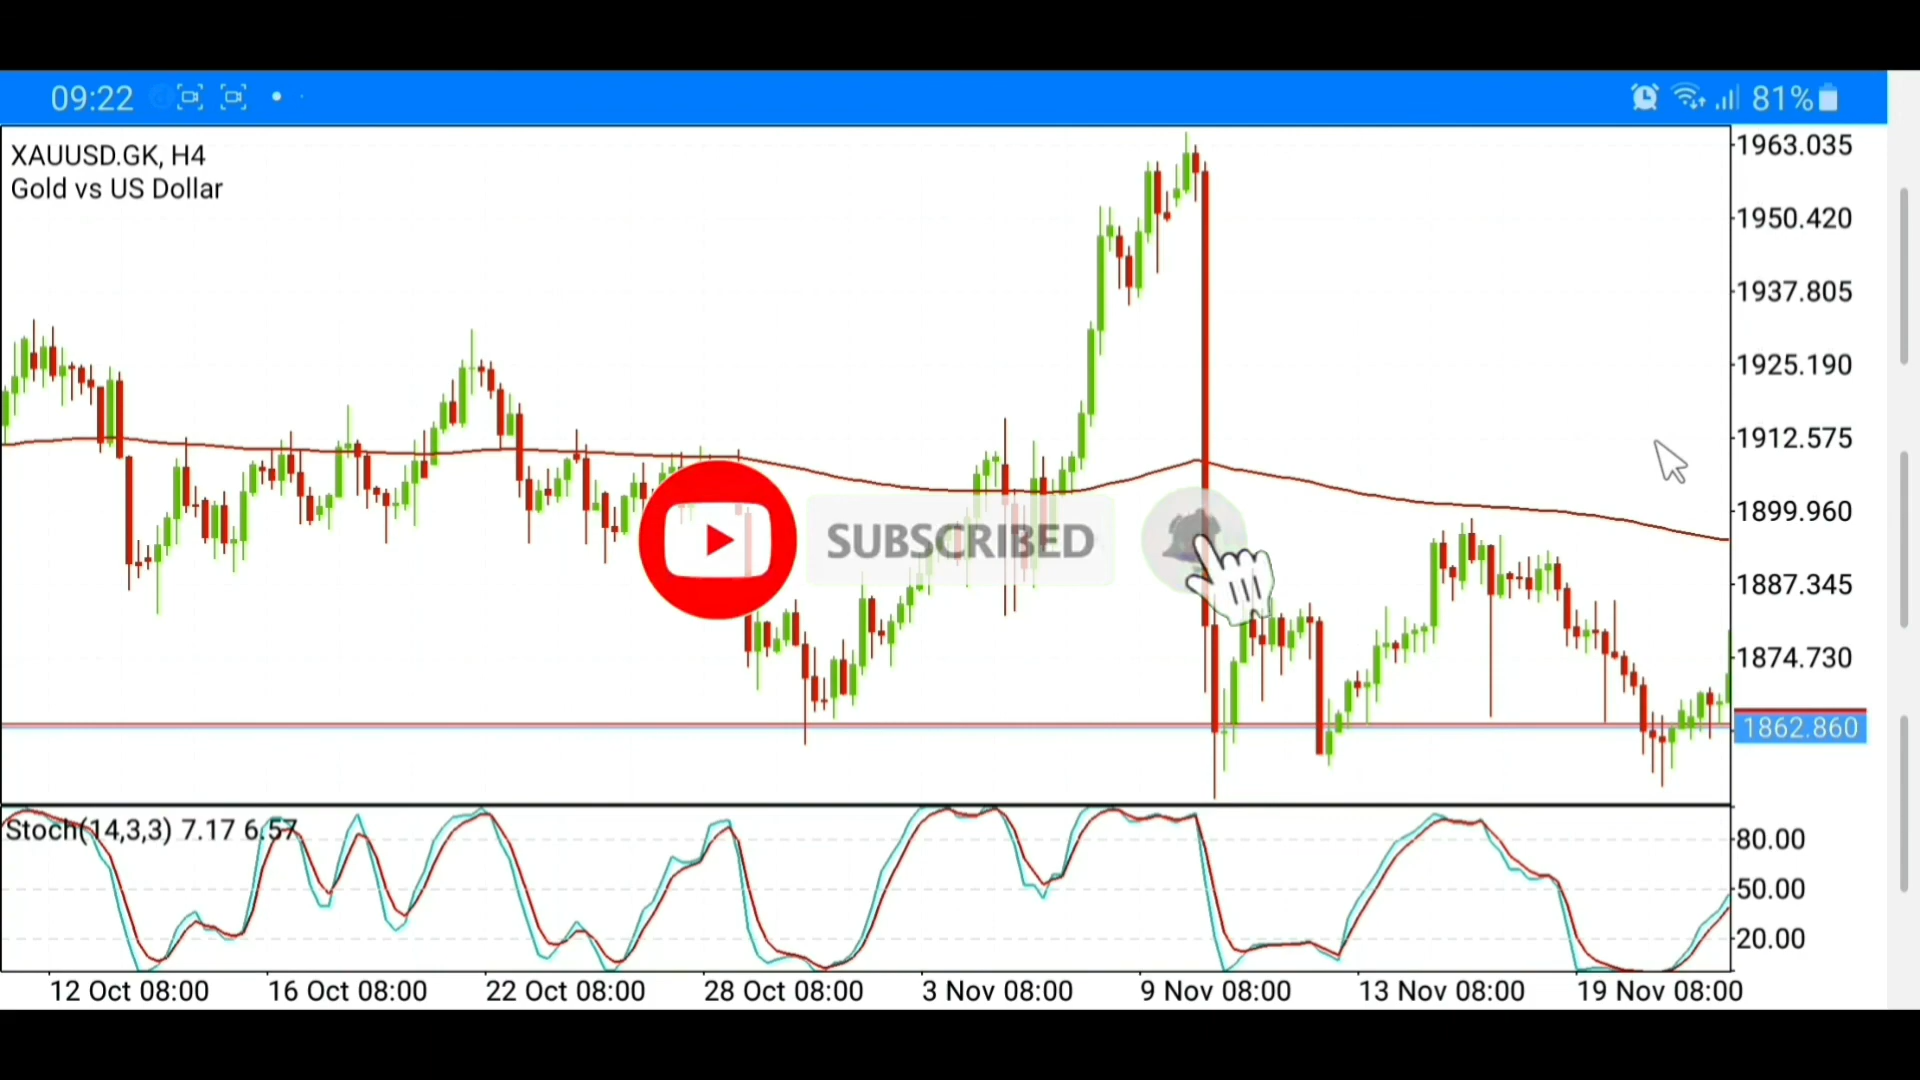 09:22
81%
XAUUSD.GK, H4
Gold vs US Dollar
1963.035
1950.420
1937.805
1925.190
1912.575
1899.960
SUBSCRIBED
1887.345
1874.730
1862.860
Stoch(14,3,3) 7.17 6.57
80.00
50.00
20.00
12 Oct 08:00
16 Oct 08:00
22 Oct 08:00
28 Oct 08:00
3 Nov 08:00
9 Nov 08:00
13 Nov 08:00
19 Nov 08:00